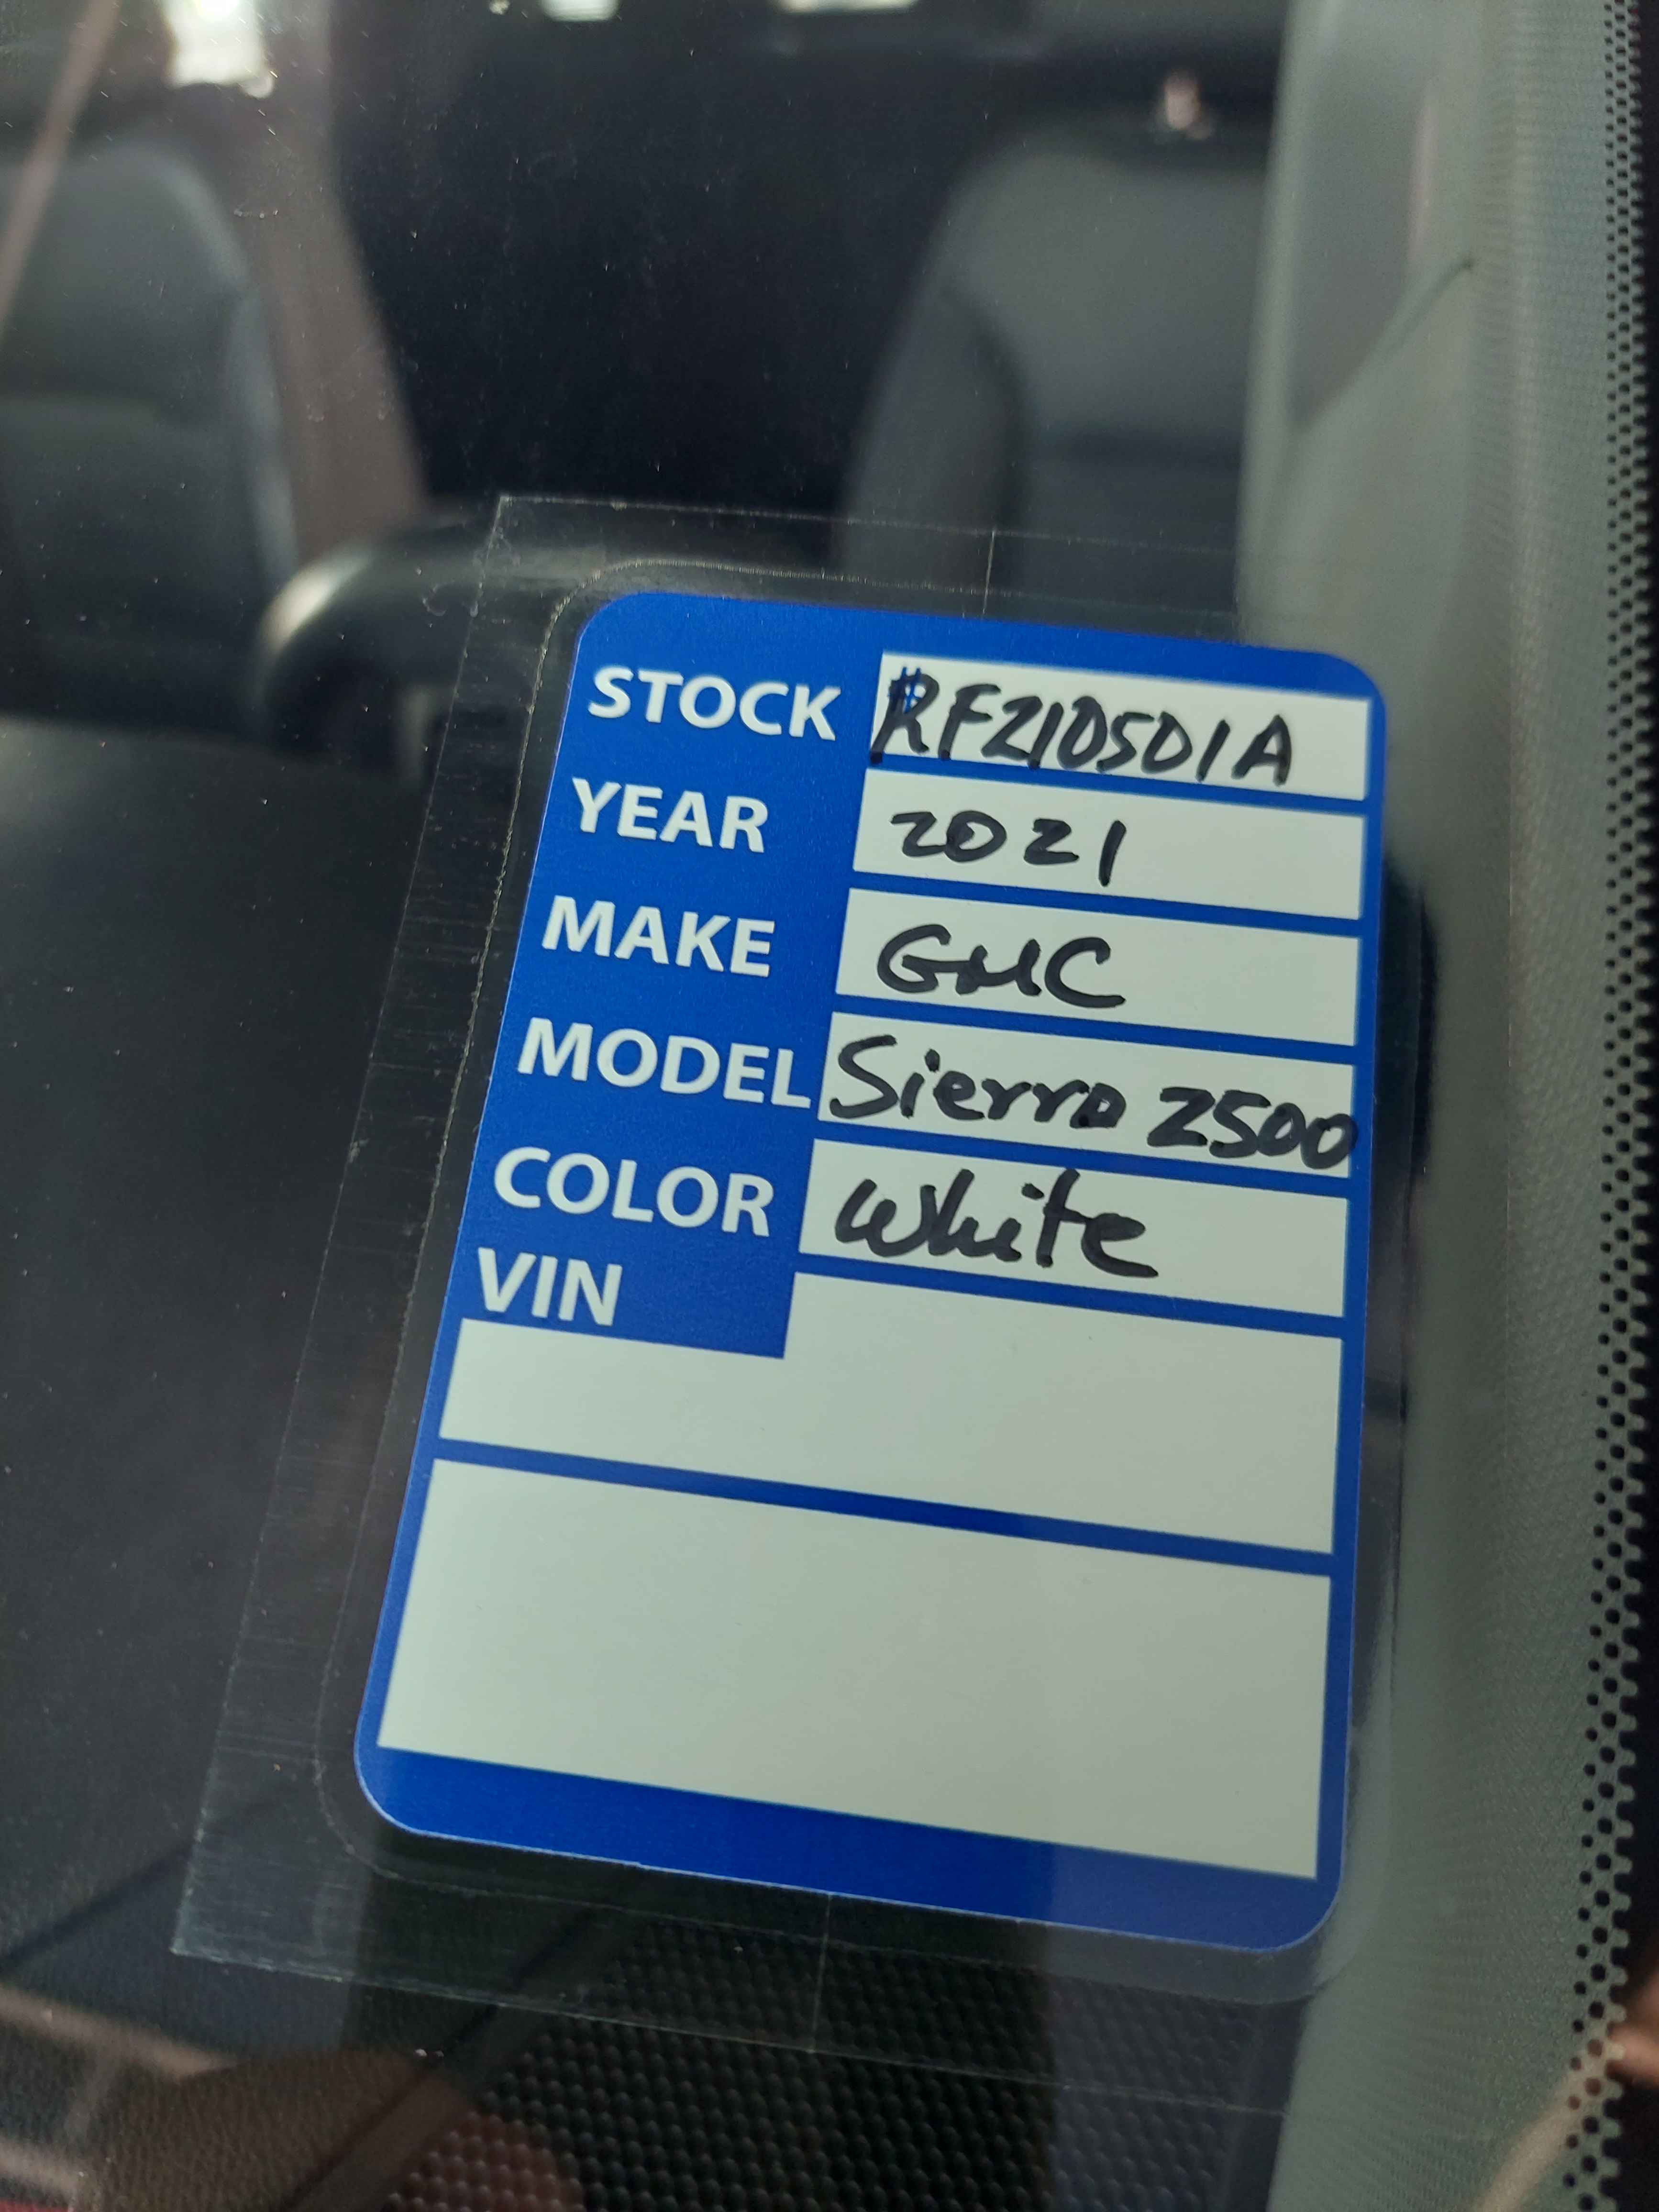 STOCK RF210501A
YEAR 2021
MAKE GMC
MODEL Sierra 2500
COLOR White
VIN